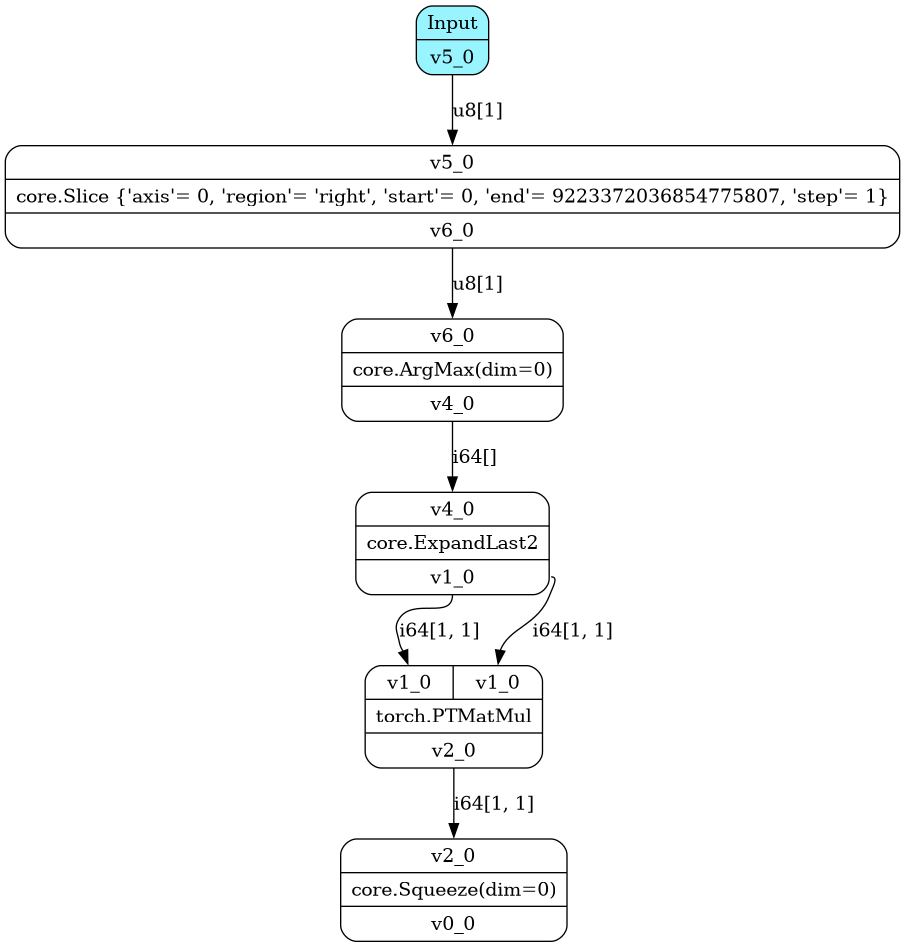 Input
v5_0
u8[1]
v5_0
core.Slice {'axis'= 0, 'region'= 'right', 'start'= 0, 'end'= 9223372036854775807, 'step'= 1}
v6_0
u8[1]
v6_0
core.ArgMax(dim=0)
v4_0
i64[]
v4_0
core.ExpandLast2
v1_0
i64[1, 1] i64[1, 1]
v1_0 v1_0
torch.PTMatMul
v2_0
i64[1, 1]
v2_0
core.Squeeze(dim=0)
v0_0